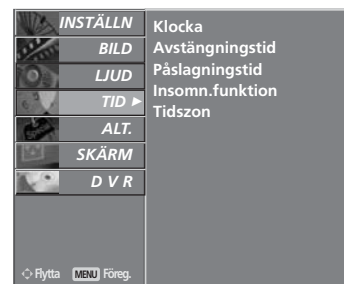 INSTÄLLN
BILD
LJUD
TID ►
ALT.
SKÄRM
D V R
Klocka
Avstängningstid
Påslagningstid
Insomn.funktion
Tidszon
Flytta MENU Föreg.